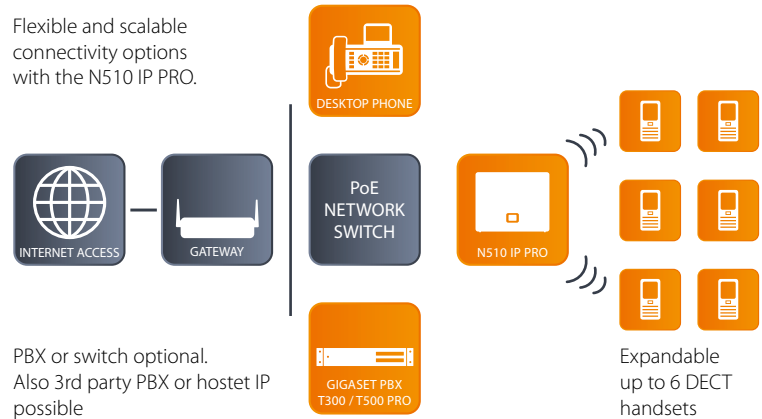 Flexible and scalable
connectivity options
with the N510 IP PRO.
DESKTOP PHONE
INTERNET ACCESS
GATEWAY
PoE
NETWORK
SWITCH
N510 IP PRO
PBX or switch optional.
Also 3rd party PBX or hostet IP
possible
GIGASET PBX
T300 / T500 PRO
Expandable
up to 6 DECT
handsets